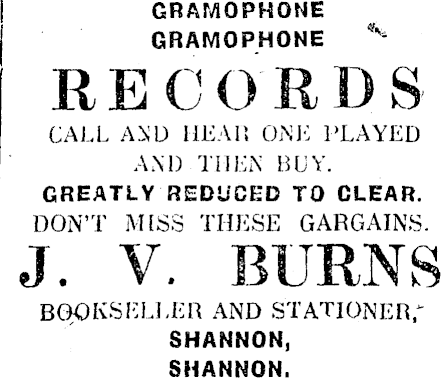 GRAMOPHONE
GRAMOPHONE
RECORDS
CALL AND HEAR ONE PLAYED
AND THEN BUY.
GREATLY REDUCED TO CLEAR.
DON'T MISS THESE GARGAINS.
J. V. BURNS
BOOKSELLER AND STATIONER,
SHANNON,
SHANNON.